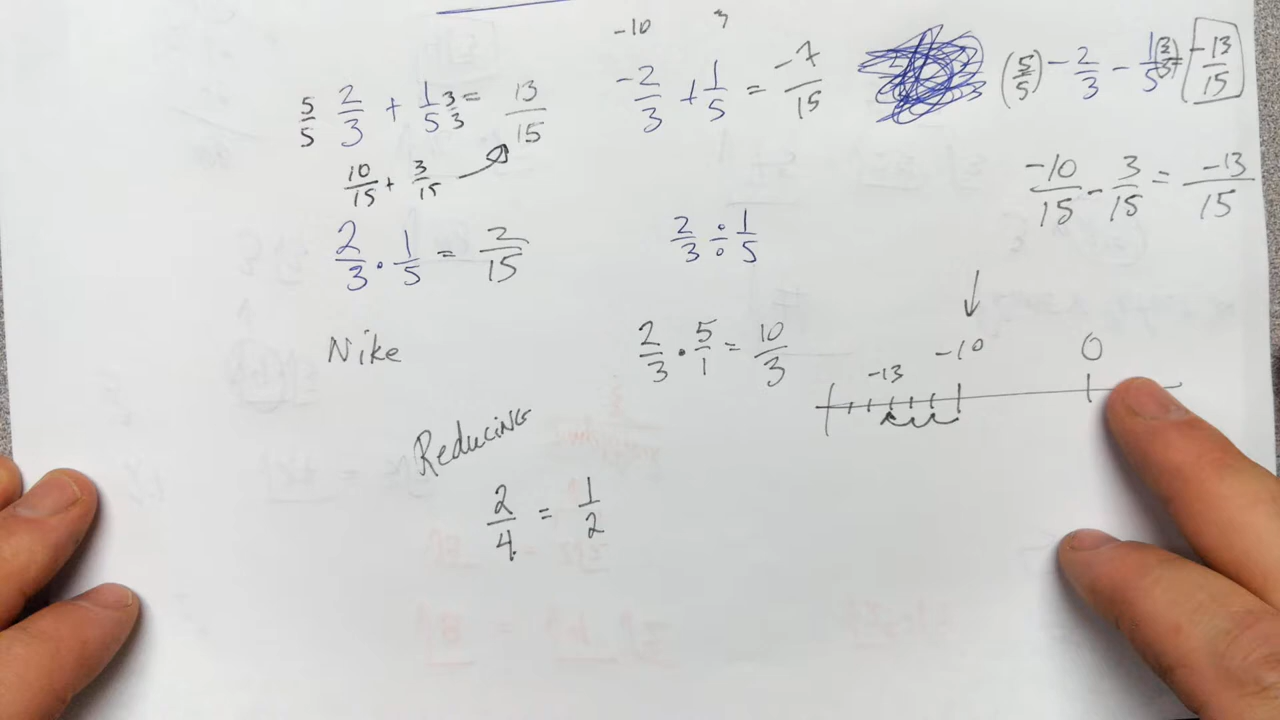 5/5 2/3 + 1/5 3/3 = 13/15
10/15 + 3/15
2/3 · 1/5 = 2/15
Nike
Reducing
2/4 = 1/2
-10 3
-2/3 + 1/5 = -7/15
2/3 ÷ 1/5
2/3 · 5/1 = 10/3
(5/5) -2/3 - 1/5 (3/3) = -13/15
-10/15 - 3/15 = -13/15
-13 -10 0